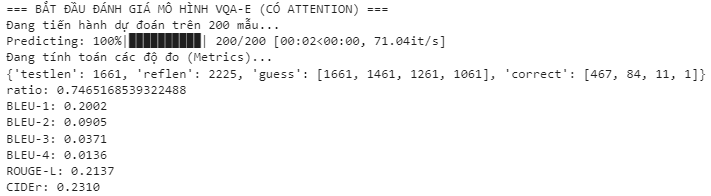 === BẮT ĐẦU ĐÁNH GIÁ MÔ HÌNH VQA-E (CÓ ATTENTION) ===
Đang tiến hành dự đoán trên 200 mẫu...
Predicting: 100%|██████████| 200/200 [00:02<00:00, 71.04it/s]
Đang tính toán các độ đo (Metrics)...
{'testlen': 1661, 'reflen': 2225, 'guess': [1661, 1461, 1261, 1061], 'correct': [467, 84, 11, 1]}
ratio: 0.7465168539322488
BLEU-1: 0.2002
BLEU-2: 0.0905
BLEU-3: 0.0371
BLEU-4: 0.0136
ROUGE-L: 0.2137
CIDEr: 0.2310